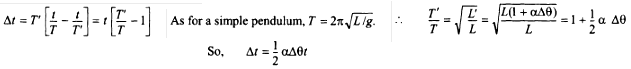 Δt = T' [t/T − t/T'] = t [T'/T − 1] As for a simple pendulum, T = 2π√L/g. ∴ T'/T = √(L'/L) = √(L(1 + αΔθ)/L) = 1 + 1/2 α Δθ
So, Δt = 1/2 αΔθt